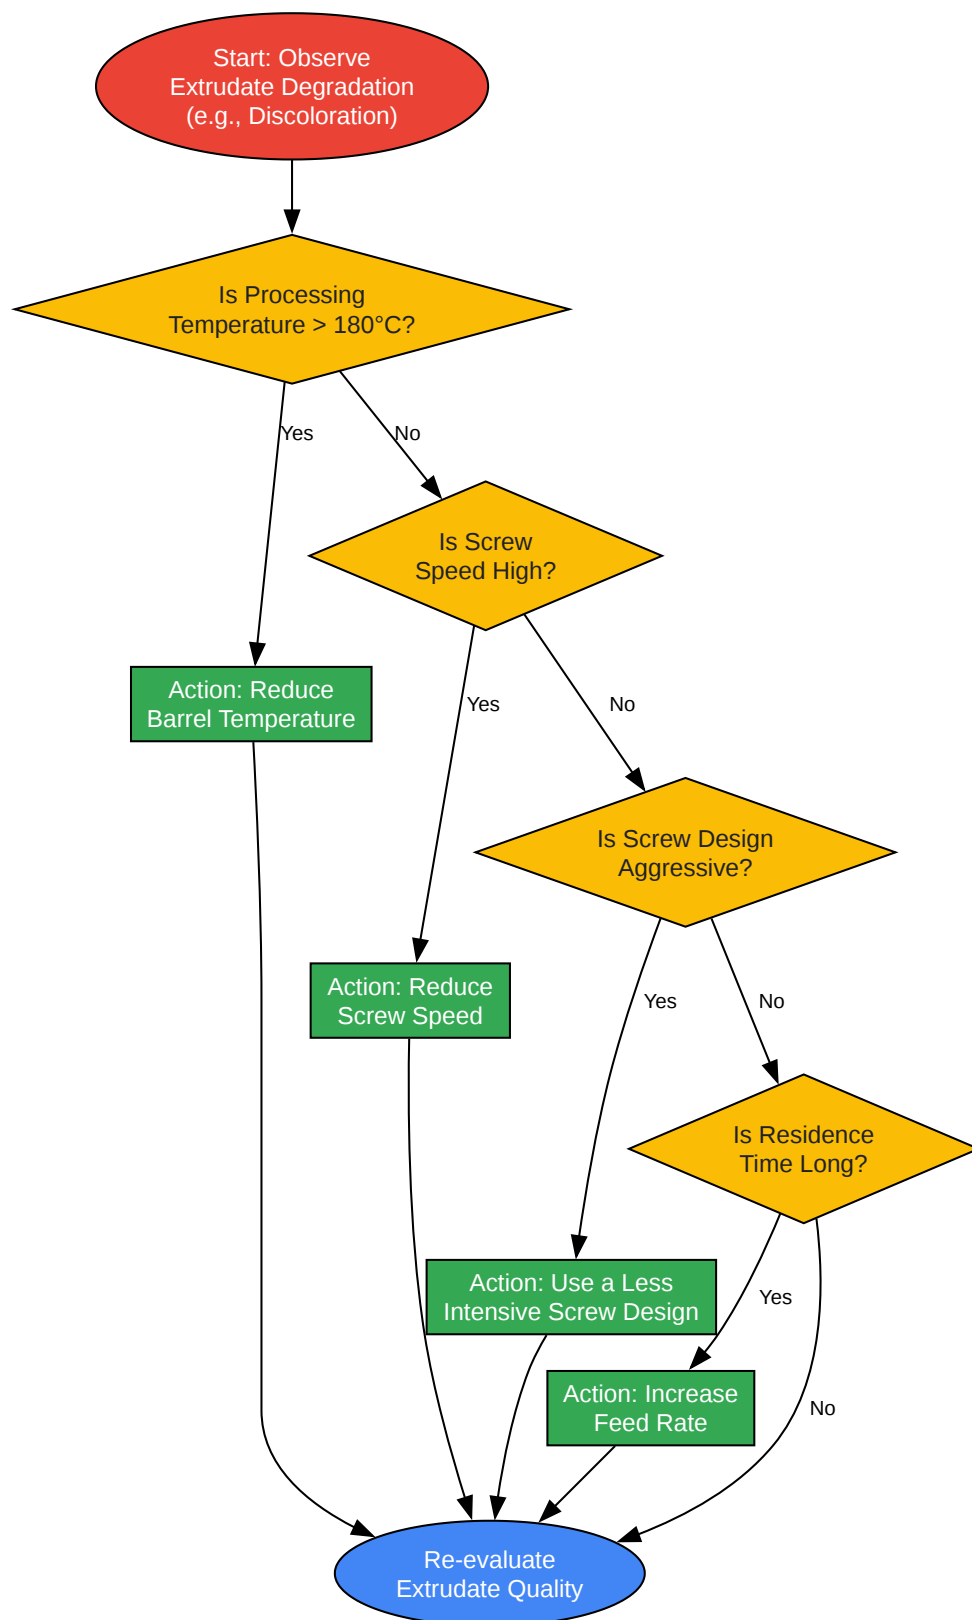 Start: Observe
Extrudate Degradation
(e.g., Discoloration)
Is Processing
Temperature > 180°C?
Yes
No
Is Screw
Speed High?
Action: Reduce
Barrel Temperature
Yes
No
Is Screw Design
Aggressive?
Action: Reduce
Screw Speed
Yes
No
Is Residence
Time Long?
Action: Use a Less
Intensive Screw Design
Yes
Action: Increase
Feed Rate
No
Re-evaluate
Extrudate Quality